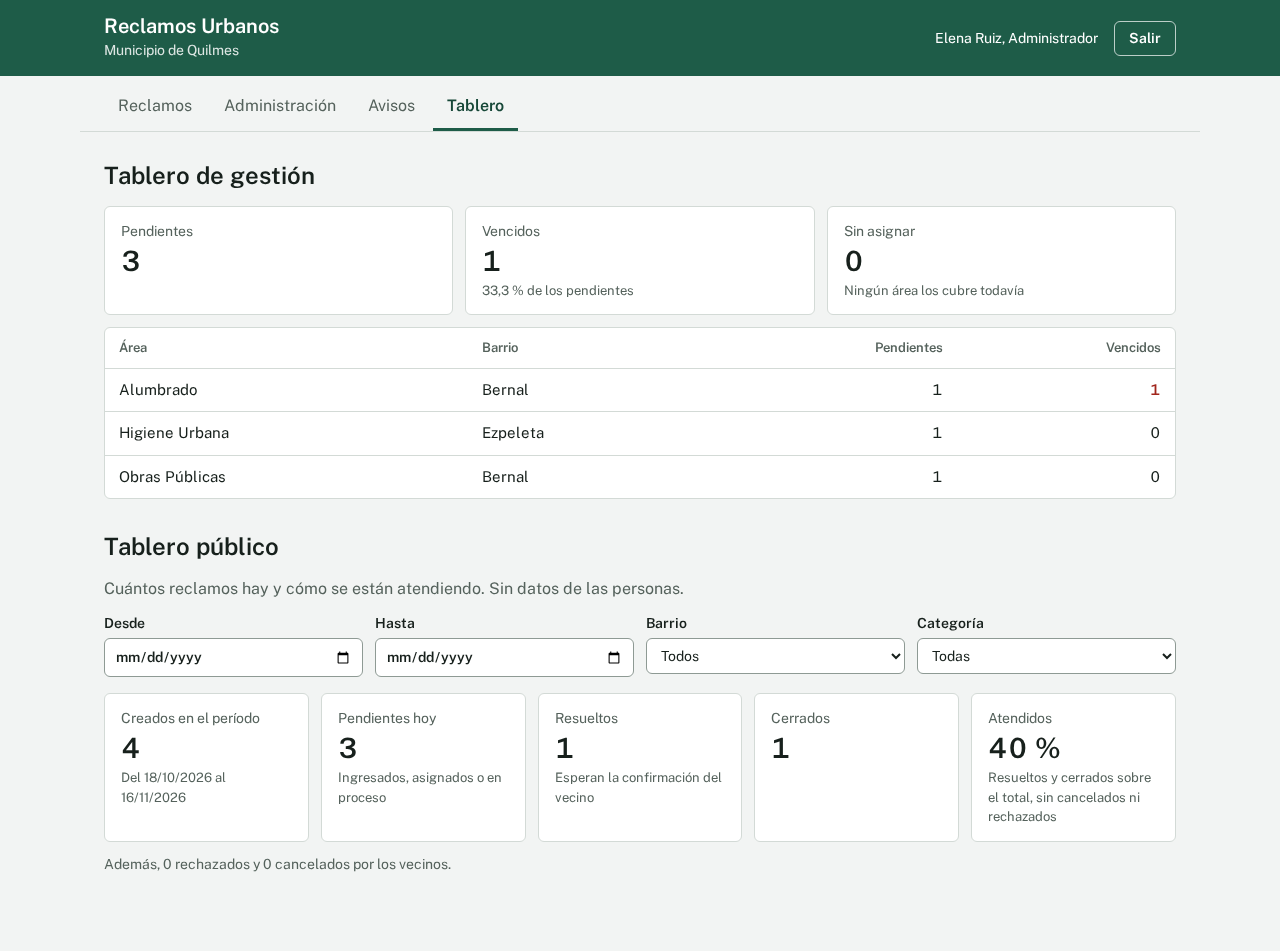 Reclamos Urbanos
Municipio de Quilmes
Elena Ruiz, Administrador
Salir
Reclamos
Administración
Avisos
Tablero
Tablero de gestión
Pendientes
3
Vencidos
1
33,3 % de los pendientes
Sin asignar
0
Ningún área los cubre todavía
Área Barrio Pendientes Vencidos
Alumbrado Bernal 1 1
Higiene Urbana Ezpeleta 1 0
Obras Públicas Bernal 1 0
Tablero público
Cuántos reclamos hay y cómo se están atendiendo. Sin datos de las personas.
Desde
mm/dd/yyyy
Hasta
mm/dd/yyyy
Barrio
Todos
Categoría
Todas
Creados en el período
4
Del 18/10/2026 al
16/11/2026
Pendientes hoy
3
Ingresados, asignados o en
proceso
Resueltos
1
Esperan la confirmación del
vecino
Cerrados
1
Atendidos
40 %
Resueltos y cerrados sobre
el total, sin cancelados ni
rechazados
Además, 0 rechazados y 0 cancelados por los vecinos.